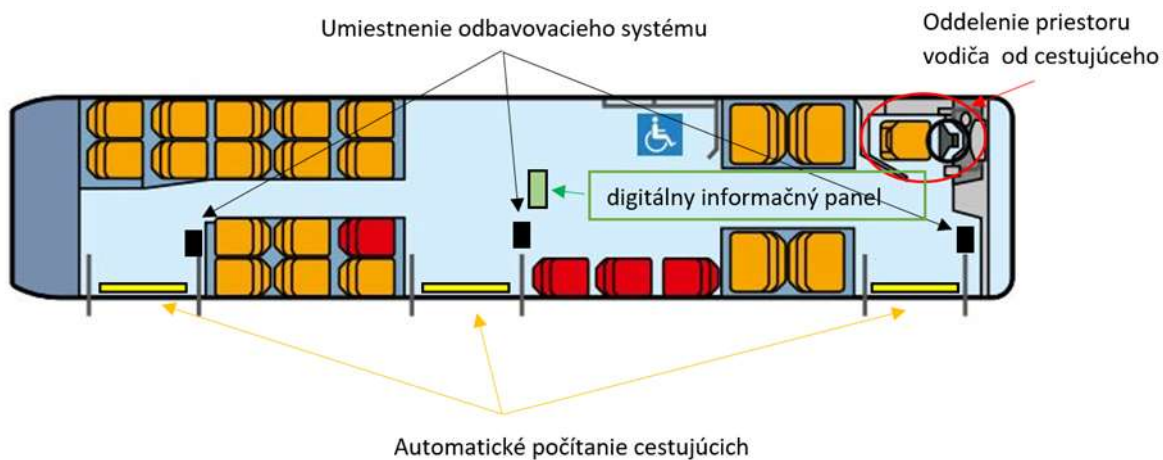 Umiestnenie odbavovacieho systému
Oddelenie priestoru
vodiča od cestujúceho
digitálny informačný panel
Automatické počítanie cestujúcich